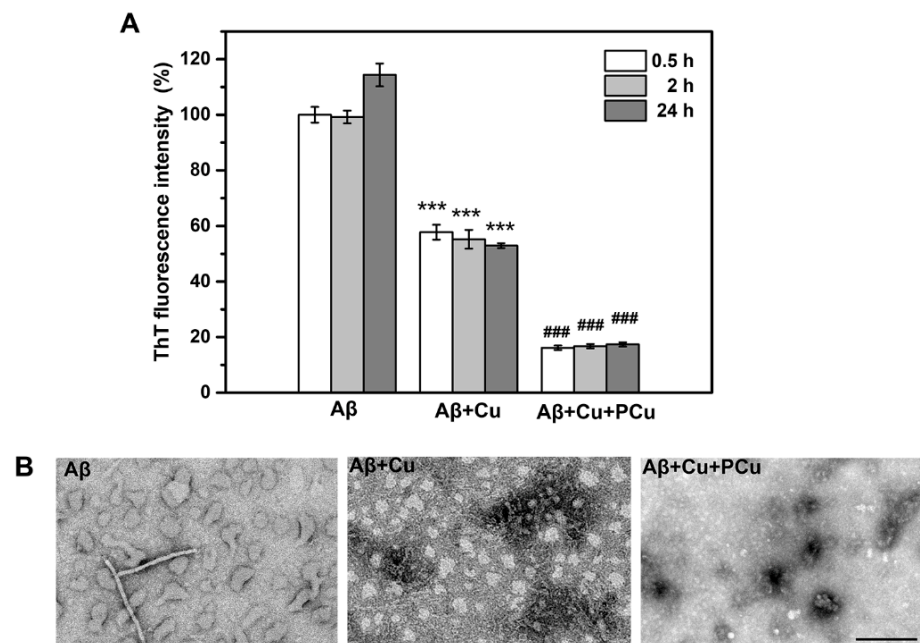 A
ThT fluorescence intensity (%)
120
100
80
60
40
20
0
0.5 h
2 h
24 h
*** *** ***
### ### ###
Aβ Aβ+Cu Aβ+Cu+PCu
B
Aβ Aβ+Cu Aβ+Cu+PCu